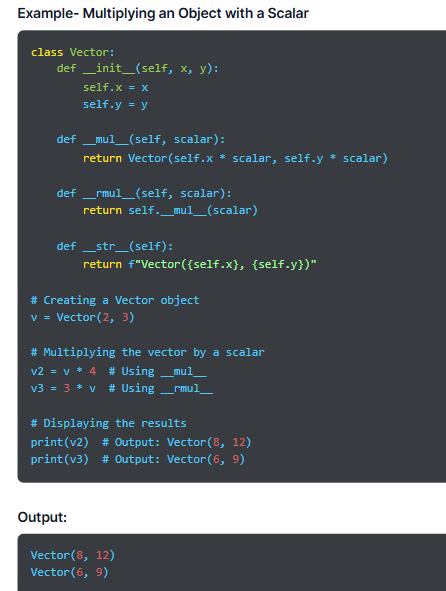 Example- Multiplying an Object with a Scalar
class Vector:
    def __init__(self, x, y):
        self.x = x
        self.y = y
    def __mul__(self, scalar):
        return Vector(self.x * scalar, self.y * scalar)
    def __rmul__(self, scalar):
        return self.__mul__(scalar)
    def __str__(self):
        return f"Vector({self.x}, {self.y})"
# Creating a Vector object
v = Vector(2, 3)
# Multiplying the vector by a scalar
v2 = v * 4  # Using __mul__
v3 = 3 * v  # Using __rmul__
# Displaying the results
print(v2)  # Output: Vector(8, 12)
print(v3)  # Output: Vector(6, 9)
Output:
Vector(8, 12)
Vector(6, 9)